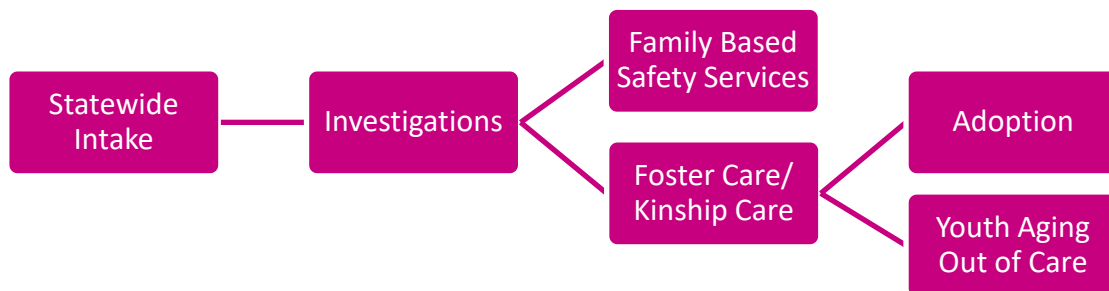 Statewide
Intake
Investigations
Family Based
Safety Services
Foster Care/
Kinship Care
Adoption
Youth Aging
Out of Care